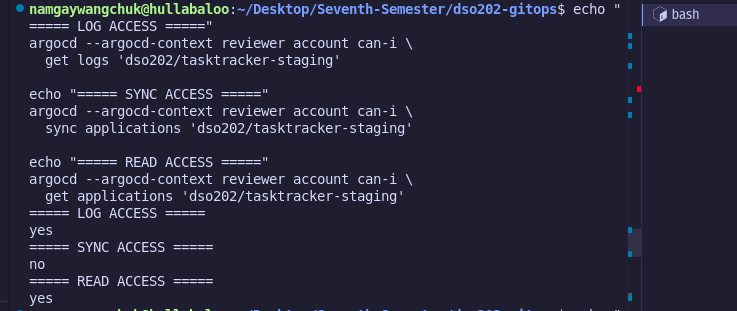 namgaywangchuk@hullabaloo:~/Desktop/Seventh-Semester/dso202-gitops$ echo "
===== LOG ACCESS ====="
argocd --argocd-context reviewer account can-i \
  get logs 'dso202/tasktracker-staging'
echo "===== SYNC ACCESS ====="
argocd --argocd-context reviewer account can-i \
  sync applications 'dso202/tasktracker-staging'
echo "===== READ ACCESS ====="
argocd --argocd-context reviewer account can-i \
  get applications 'dso202/tasktracker-staging'
===== LOG ACCESS =====
yes
===== SYNC ACCESS =====
no
===== READ ACCESS =====
yes
bash